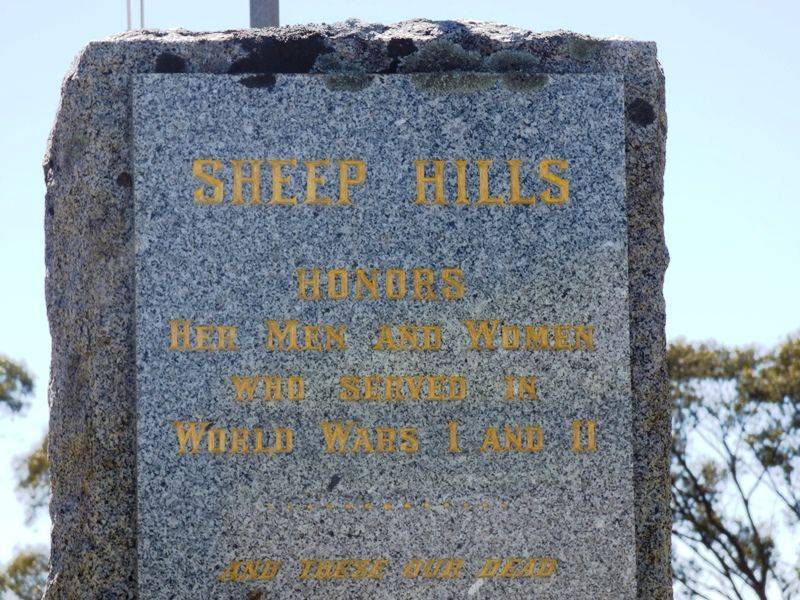 SHEEP HILLS
HONORS
HER MEN AND WOMEN
WHO SERVED IN
WORLD WARS I AND II
.............
AND THESE OUR DEAD